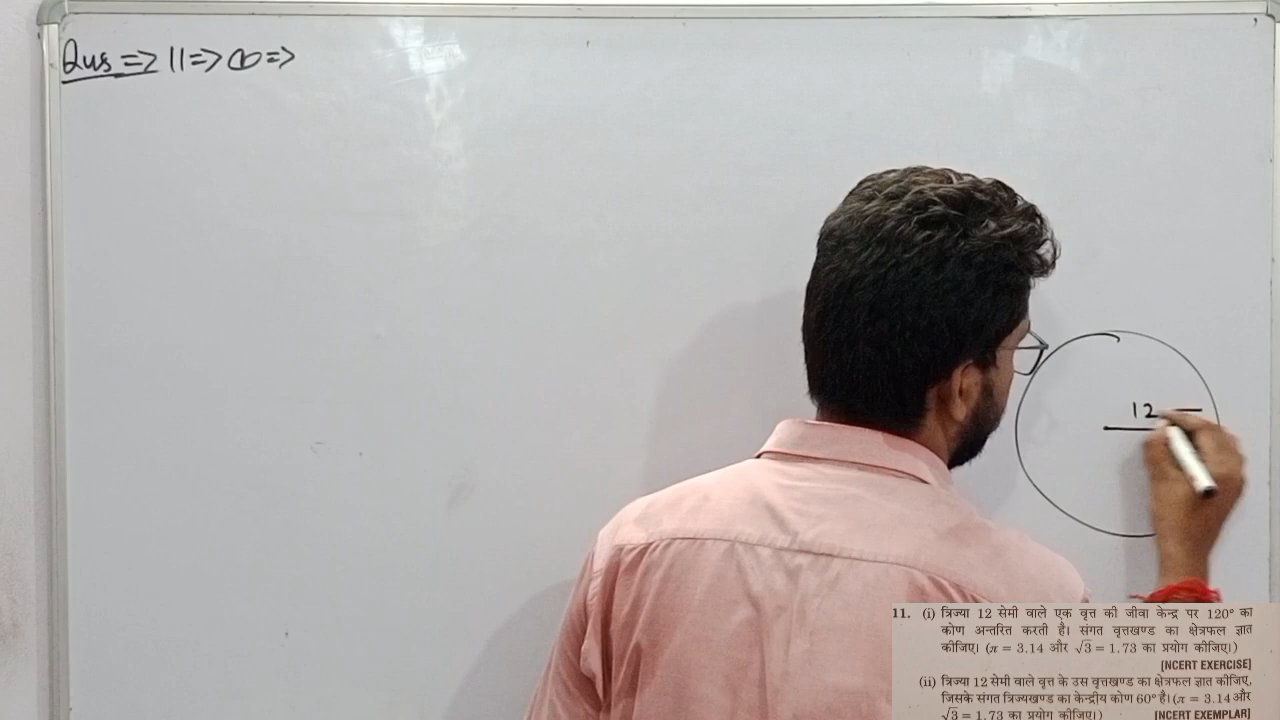 Qus => 11 => ① =>
12
11. (i) त्रिज्या 12 सेमी वाले एक वृत्त की जीवा केन्द्र पर 120° का
कोण अन्तरित करती है। संगत वृत्तखण्ड का क्षेत्रफल ज्ञात
कीजिए। (π = 3.14 और √3 = 1.73 का प्रयोग कीजिए।)
[NCERT EXERCISE]
(ii) त्रिज्या 12 सेमी वाले वृत्त के उस वृत्तखण्ड का क्षेत्रफल ज्ञात कीजिए,
जिसके संगत त्रिज्यखण्ड का केन्द्रीय कोण 60° है। (π = 3.14 और
√3 = 1.73 का प्रयोग कीजिए।) [NCERT EXEMPLAR]